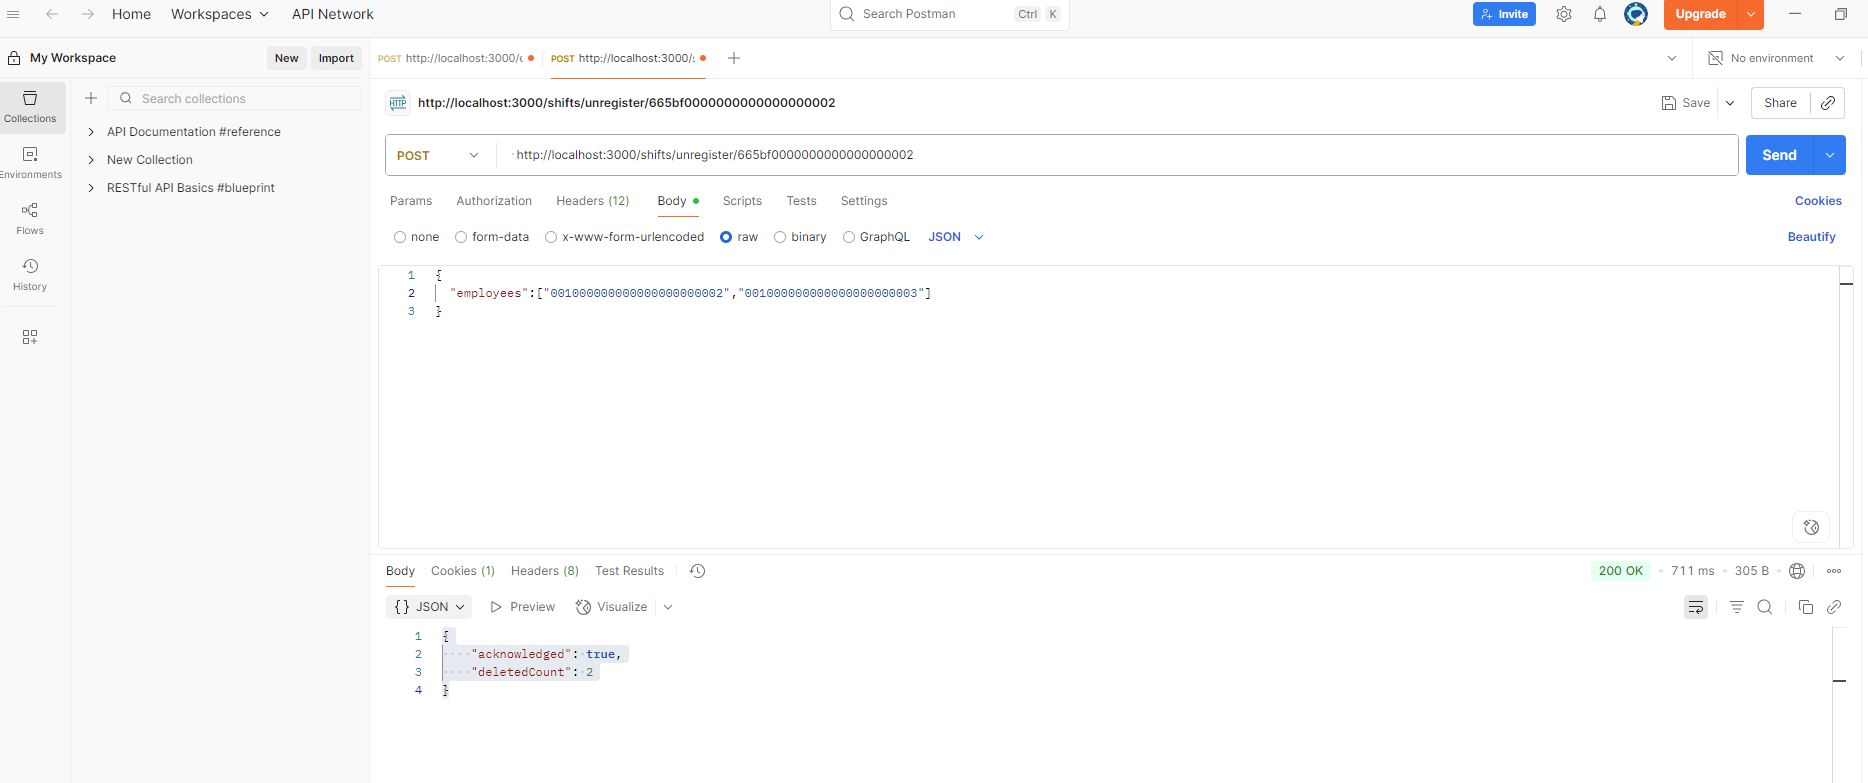 Home Workspaces API Network Search Postman Ctrl K Invite Upgrade
My Workspace New Import POST http://localhost:3000/ POST http://localhost:3000/ No environment
Search collections
Collections
API Documentation #reference
New Collection
RESTful API Basics #blueprint
Environments
Flows
History
HTTP http://localhost:3000/shifts/unregister/665bf0000000000000000002 Save Share
POST http://localhost:3000/shifts/unregister/665bf0000000000000000002 Send
Params Authorization Headers (12) Body Scripts Tests Settings Cookies
none form-data x-www-form-urlencoded raw binary GraphQL JSON Beautify
1 {
2 "employees":["001000000000000000000002","001000000000000000000003"]
3 }
Body Cookies (1) Headers (8) Test Results 200 OK 711 ms 305 B
{} JSON Preview Visualize
1 {
2 "acknowledged": true,
3 "deletedCount": 2
4 }